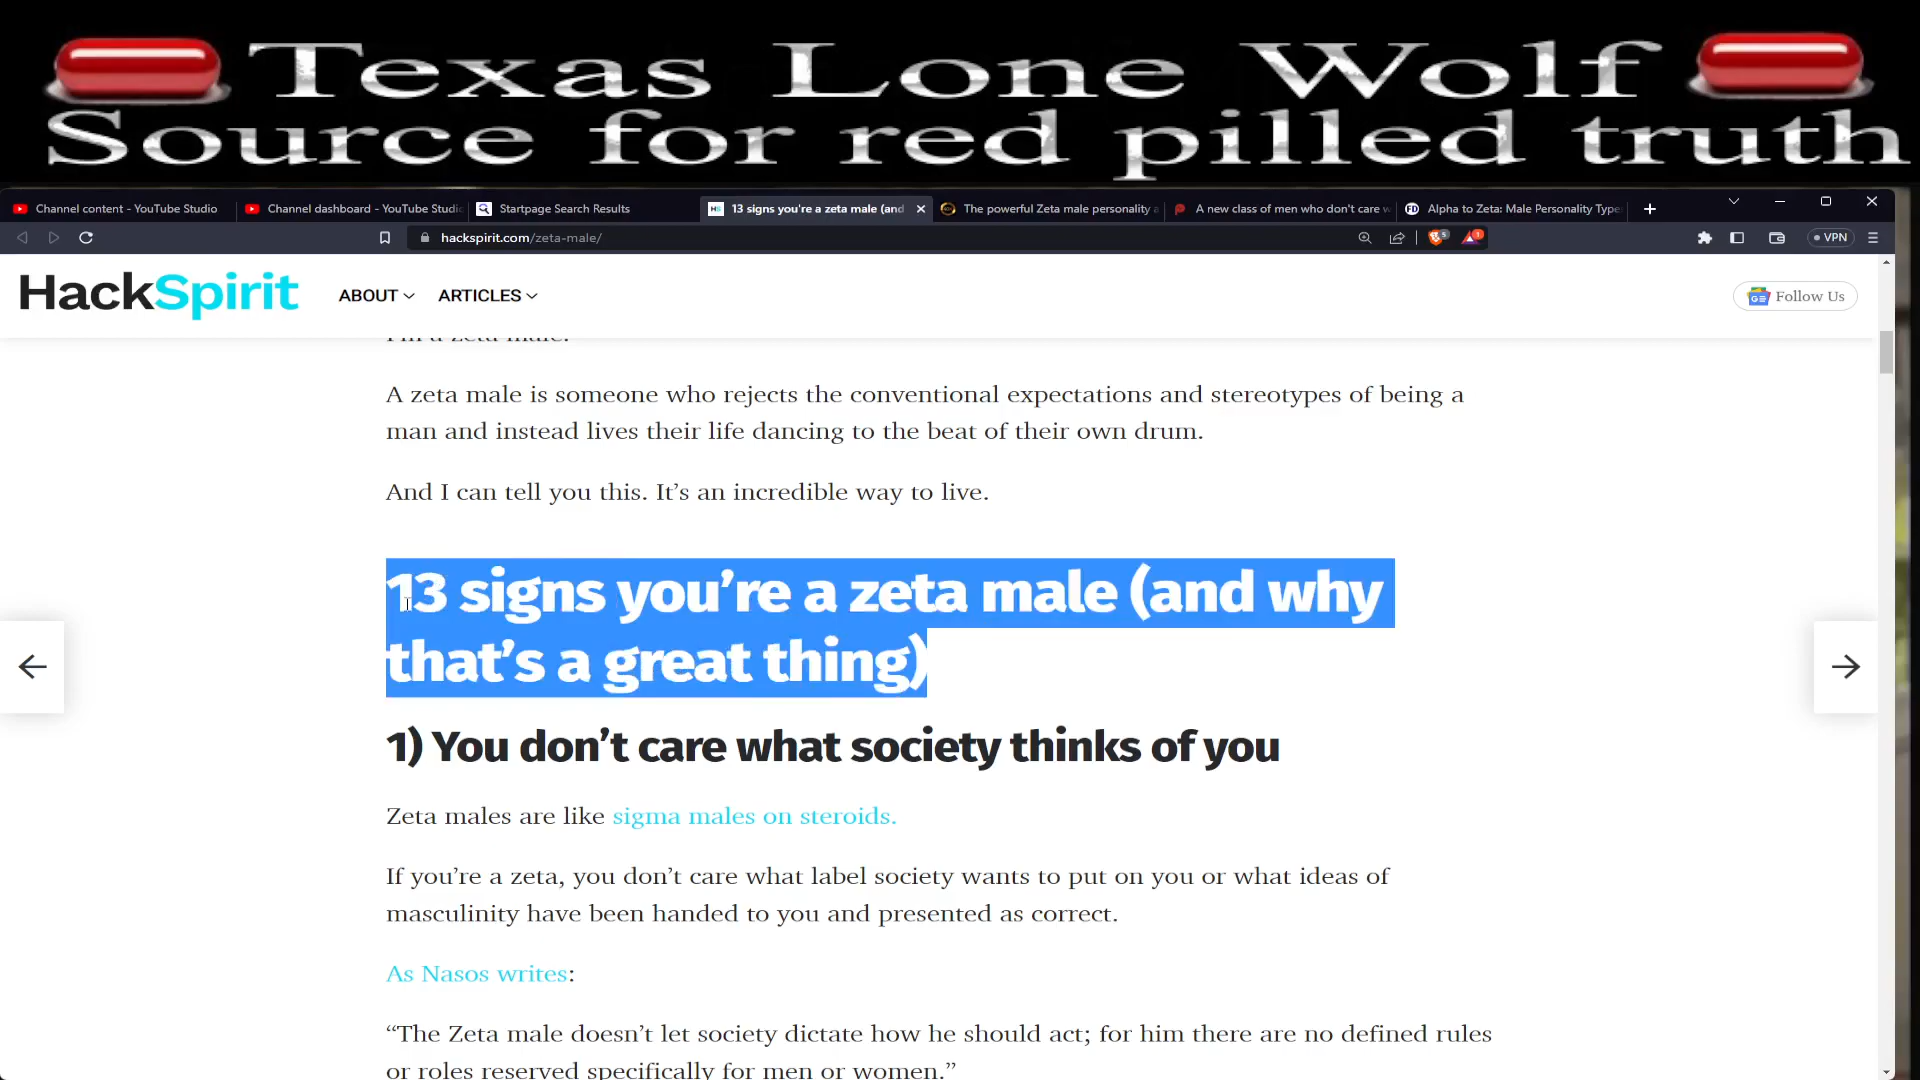 Texas Lone Wolf
Source for red pilled truth
Channel content - YouTube Studio
Channel dashboard - YouTube Studio
Startpage Search Results
13 signs you're a zeta male (and
The powerful Zeta male personality a
A new class of men who don't care w
Alpha to Zeta: Male Personality Type
hackspirit.com/zeta-male/
5
1
VPN
HackSpirit
ABOUT
ARTICLES
GE
Follow Us
I'm a zeta male.
A zeta male is someone who rejects the conventional expectations and stereotypes of being a
man and instead lives their life dancing to the beat of their own drum.
And I can tell you this. It’s an incredible way to live.
13 signs you’re a zeta male (and why
that’s a great thing)
1) You don’t care what society thinks of you
Zeta males are like sigma males on steroids.
If you’re a zeta, you don’t care what label society wants to put on you or what ideas of
masculinity have been handed to you and presented as correct.
As Nasos writes:
“The Zeta male doesn’t let society dictate how he should act; for him there are no defined rules
or roles reserved specifically for men or women.”